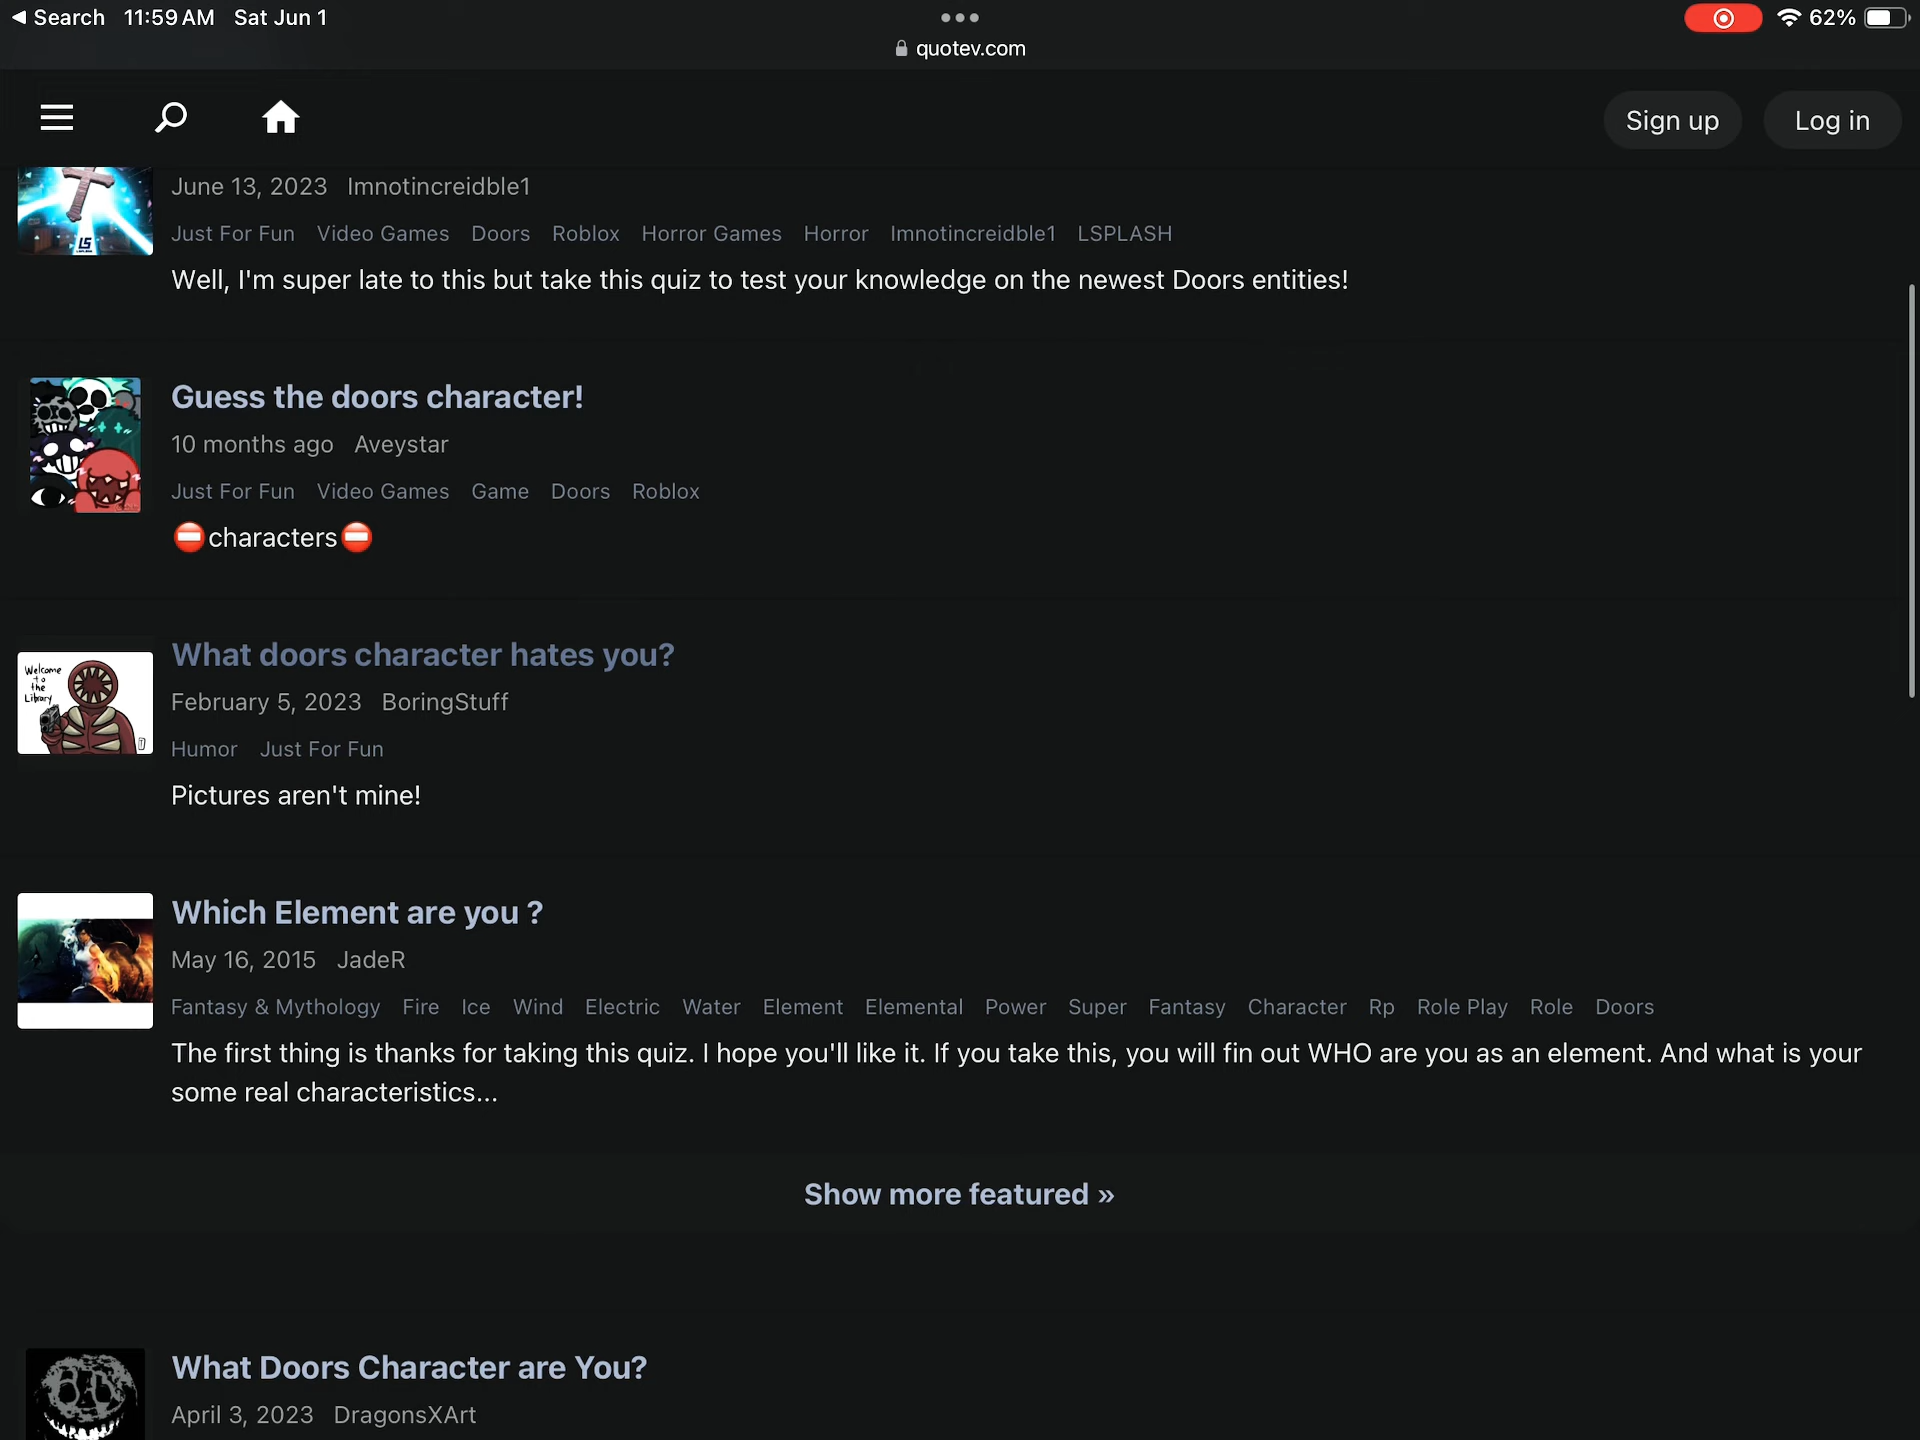 ◀ Search 11:59 AM Sat Jun 1
62%
quotev.com
Sign up Log in
LS
June 13, 2023 Imnotincreidble1
Just For Fun Video Games Doors Roblox Horror Games Horror Imnotincreidble1 LSPLASH
Well, I'm super late to this but take this quiz to test your knowledge on the newest Doors entities!
Guess the doors character!
10 months ago Aveystar
Just For Fun Video Games Game Doors Roblox
⛔characters⛔
What doors character hates you?
Welcome
to
the
Library
February 5, 2023 BoringStuff
Humor Just For Fun
Pictures aren't mine!
Which Element are you ?
May 16, 2015 JadeR
Fantasy & Mythology Fire Ice Wind Electric Water Element Elemental Power Super Fantasy Character Rp Role Play Role Doors
The first thing is thanks for taking this quiz. I hope you'll like it. If you take this, you will fin out WHO are you as an element. And what is your
some real characteristics...
Show more featured »
What Doors Character are You?
April 3, 2023 DragonsXArt